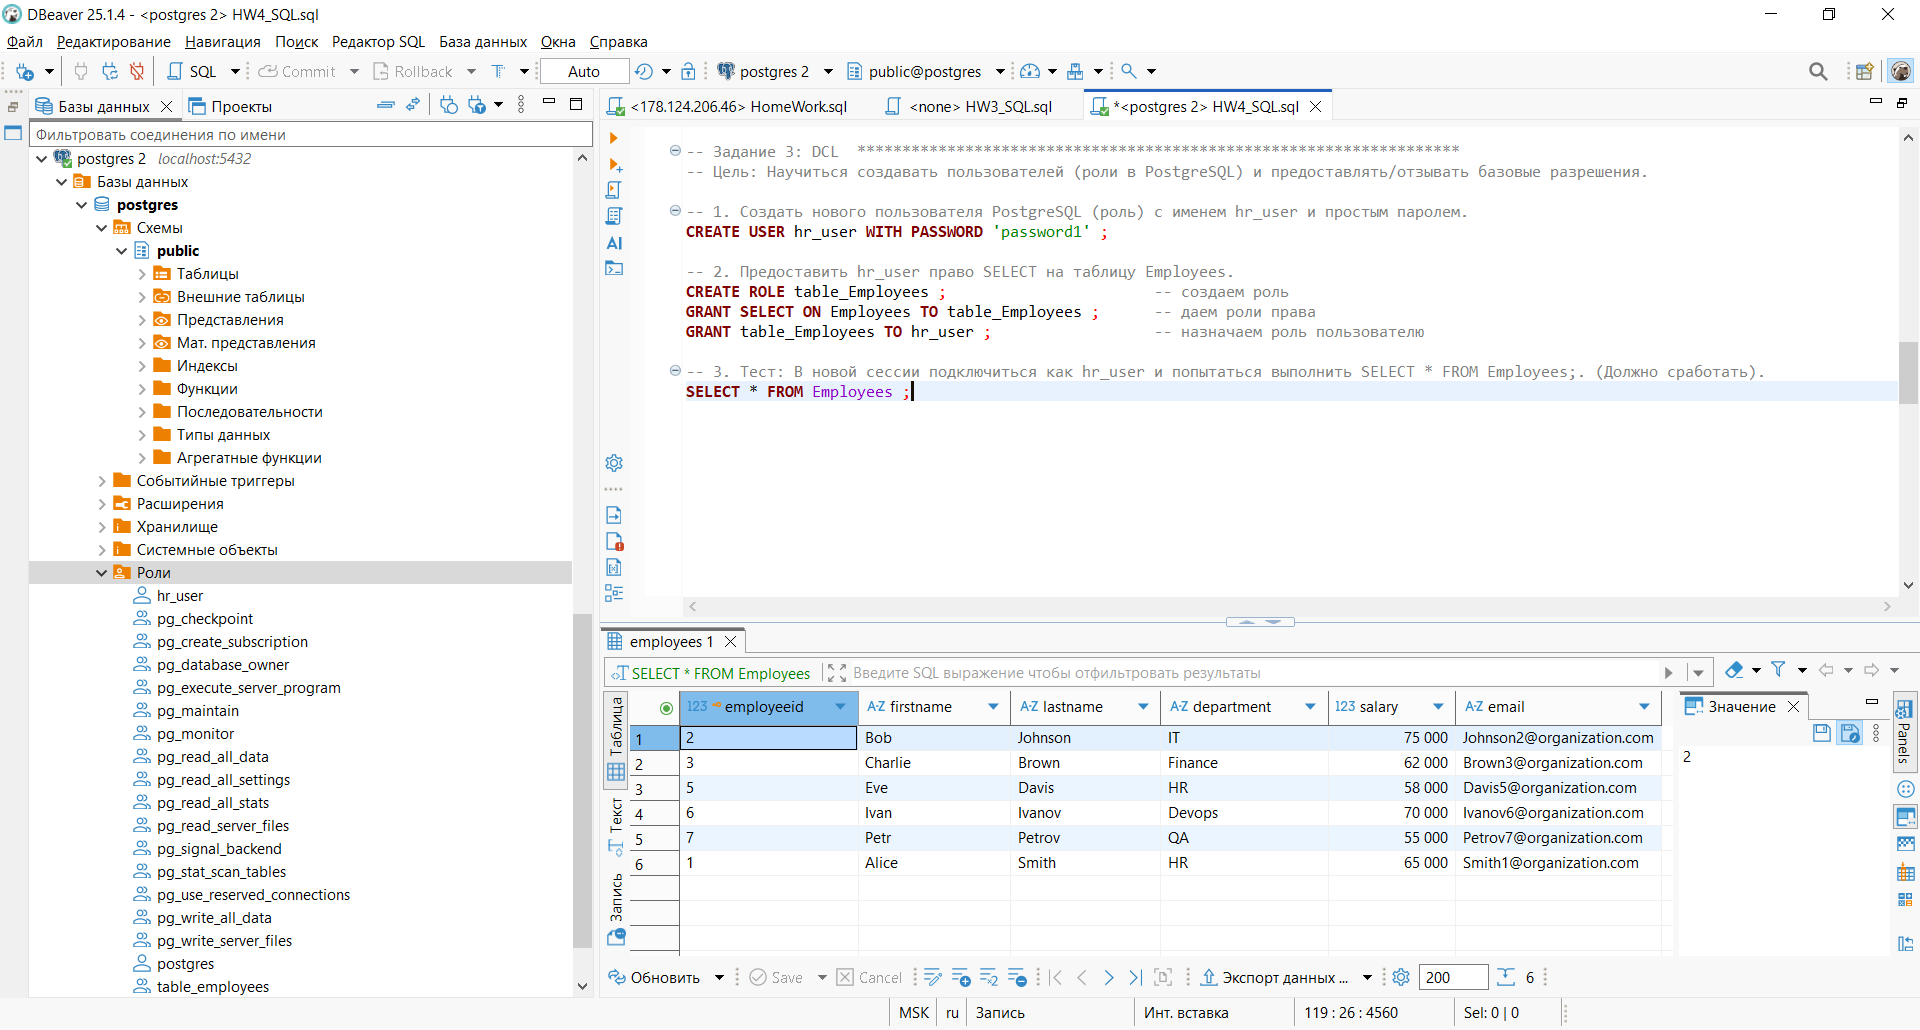 DBeaver 25.1.4 - <postgres 2> HW4_SQL.sql
Файл Редактирование Навигация Поиск Редактор SQL База данных Окна Справка
SQL Commit Rollback Auto postgres 2 public@postgres
Базы данных Проекты
Фильтровать соединения по имени
postgres 2 localhost:5432
Базы данных
postgres
Схемы
public
Таблицы
Внешние таблицы
Представления
Мат. представления
Индексы
Функции
Последовательности
Типы данных
Агрегатные функции
Событийные триггеры
Расширения
Хранилище
Системные объекты
Роли
hr_user
pg_checkpoint
pg_create_subscription
pg_database_owner
pg_execute_server_program
pg_maintain
pg_monitor
pg_read_all_data
pg_read_all_settings
pg_read_all_stats
pg_read_server_files
pg_signal_backend
pg_stat_scan_tables
pg_use_reserved_connections
pg_write_all_data
pg_write_server_files
postgres
table_employees
<178.124.206.46> HomeWork.sql <none> HW3_SQL.sql *<postgres 2> HW4_SQL.sql
AI
-- Задание 3: DCL *******************************************************************
-- Цель: Научиться создавать пользователей (роли в PostgreSQL) и предоставлять/отзывать базовые разрешения.
-- 1. Создать нового пользователя PostgreSQL (роль) с именем hr_user и простым паролем.
CREATE USER hr_user WITH PASSWORD 'password1' ;
-- 2. Предоставить hr_user право SELECT на таблицу Employees.
CREATE ROLE table_Employees ; -- создаем роль
GRANT SELECT ON Employees TO table_Employees ; -- даем роли права
GRANT table_Employees TO hr_user ; -- назначаем роль пользователю
-- 3. Тест: В новой сессии подключиться как hr_user и попытаться выполнить SELECT * FROM Employees;. (Должно сработать).
SELECT * FROM Employees ;
employees 1
SELECT * FROM Employees Введите SQL выражение чтобы отфильтровать результаты
Таблица
Текст
Запись
123 employeeid A-Z firstname A-Z lastname A-Z department 123 salary A-Z email
1 2 Bob Johnson IT 75 000 Johnson2@organization.com
2 3 Charlie Brown Finance 62 000 Brown3@organization.com
3 5 Eve Davis HR 58 000 Davis5@organization.com
4 6 Ivan Ivanov Devops 70 000 Ivanov6@organization.com
5 7 Petr Petrov QA 55 000 Petrov7@organization.com
6 1 Alice Smith HR 65 000 Smith1@organization.com
Значение
2
Panels
Обновить Save Cancel Экспорт данных ... 200 6
MSK ru Запись Инт. вставка 119 : 26 : 4560 Sel: 0 | 0